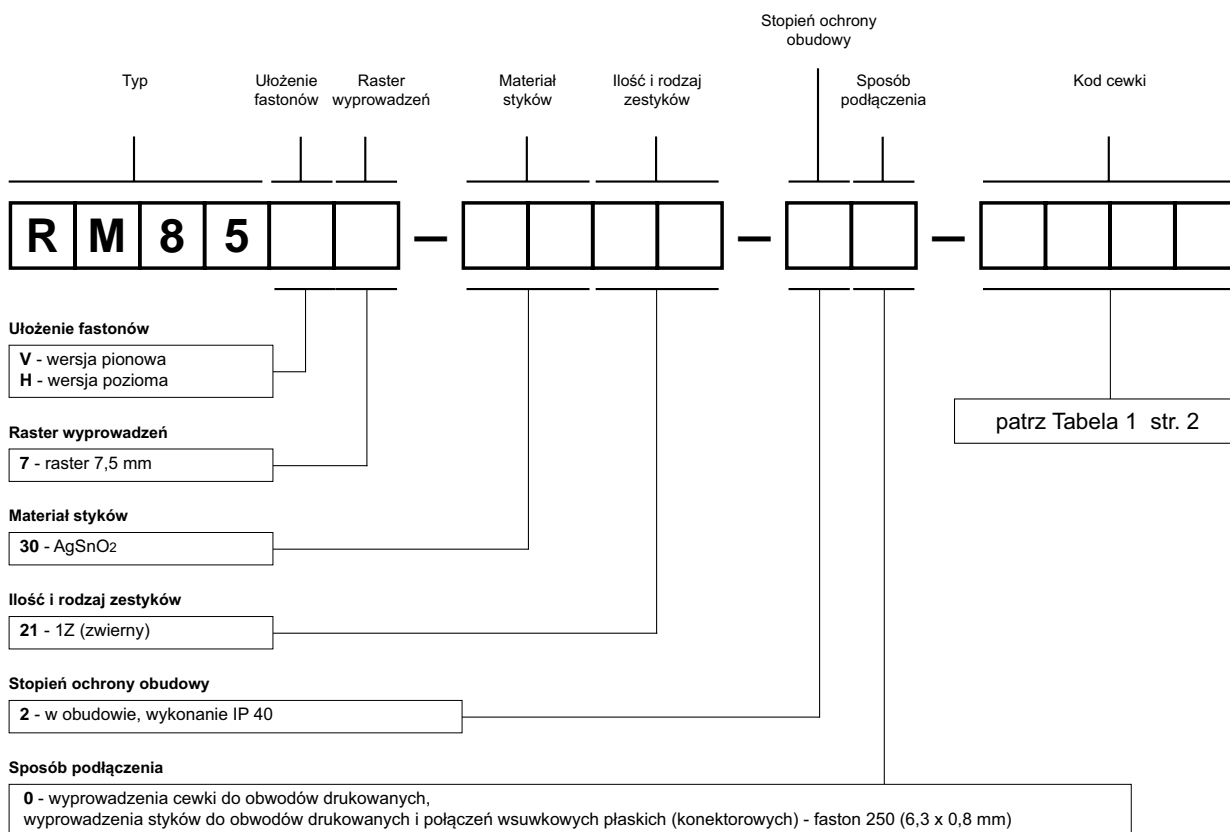 Stopień ochrony
obudowy
Typ
Ułożenie
fastonów
Raster
wyprowadzeń
Materiał
styków
Ilość i rodzaj
zestyków
Sposób
podłączenia
Kod cewki
R M 8 5 – – –
Ułożenie fastonów
V - wersja pionowa
H - wersja pozioma
patrz Tabela 1 str. 2
Raster wyprowadzeń
7 - raster 7,5 mm
Materiał styków
30 - AgSnO2
Ilość i rodzaj zestyków
21 - 1Z (zwierny)
Stopień ochrony obudowy
2 - w obudowie, wykonanie IP 40
Sposób podłączenia
0 - wyprowadzenia cewki do obwodów drukowanych,
wyprowadzenia styków do obwodów drukowanych i połączeń wsuwkowych płaskich (konektorowych) - faston 250 (6,3 x 0,8 mm)